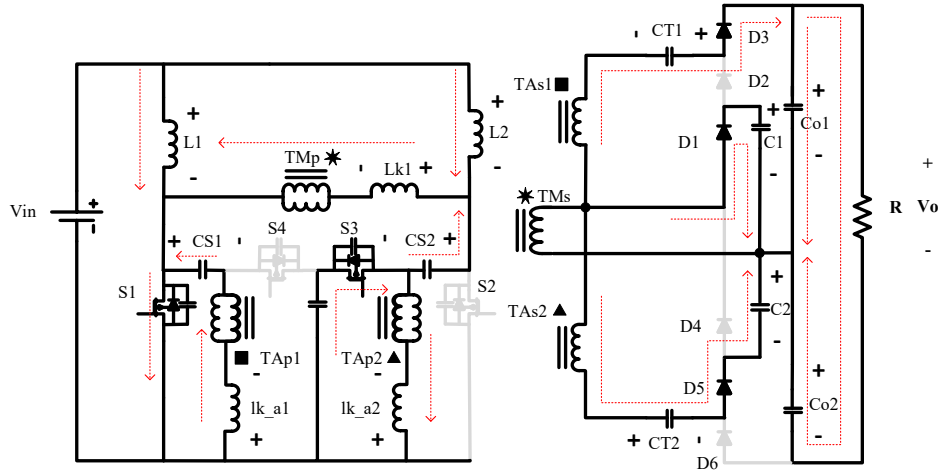 CT1
D3
TAs1
D2
L1
L2
Co1
D1
C1
TMp
Lk1
Vin
TMs
R Vo
S4
S3
CS1
CS2
S1
S2
C2
TAs2
D4
TAp1
TAp2
D5
lk_a1
lk_a2
Co2
CT2
D6